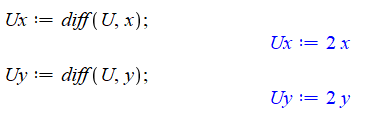 Ux := diff(U, x);
Ux := 2 x
Uy := diff(U, y);
Uy := 2 y